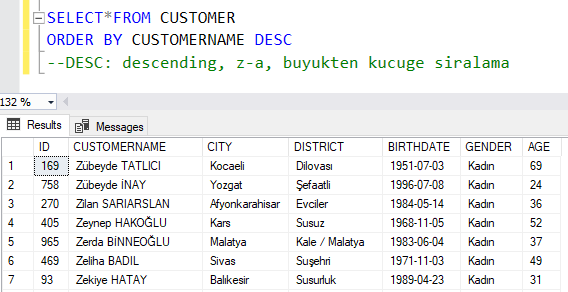 SELECT*FROM CUSTOMER
ORDER BY CUSTOMERNAME DESC
--DESC: descending, z-a, buyukten kucuge siralama
132 %
Results Messages
ID CUSTOMERNAME CITY DISTRICT BIRTHDATE GENDER AGE
1 169 Zübeyde TATLICI Kocaeli Dilovası 1951-07-03 Kadın 69
2 758 Zübeyde İNAY Yozgat Şefaatli 1996-07-08 Kadın 24
3 270 Zilan SARIARSLAN Afyonkarahisar Evciler 1984-05-14 Kadın 36
4 405 Zeynep HAKOĞLU Kars Susuz 1968-11-05 Kadın 52
5 965 Zerda BİNNEOĞLU Malatya Kale / Malatya 1983-06-04 Kadın 37
6 469 Zeliha BADIL Sivas Suşehri 1971-11-03 Kadın 49
7 93 Zekiye HATAY Balıkesir Susurluk 1989-04-23 Kadın 31